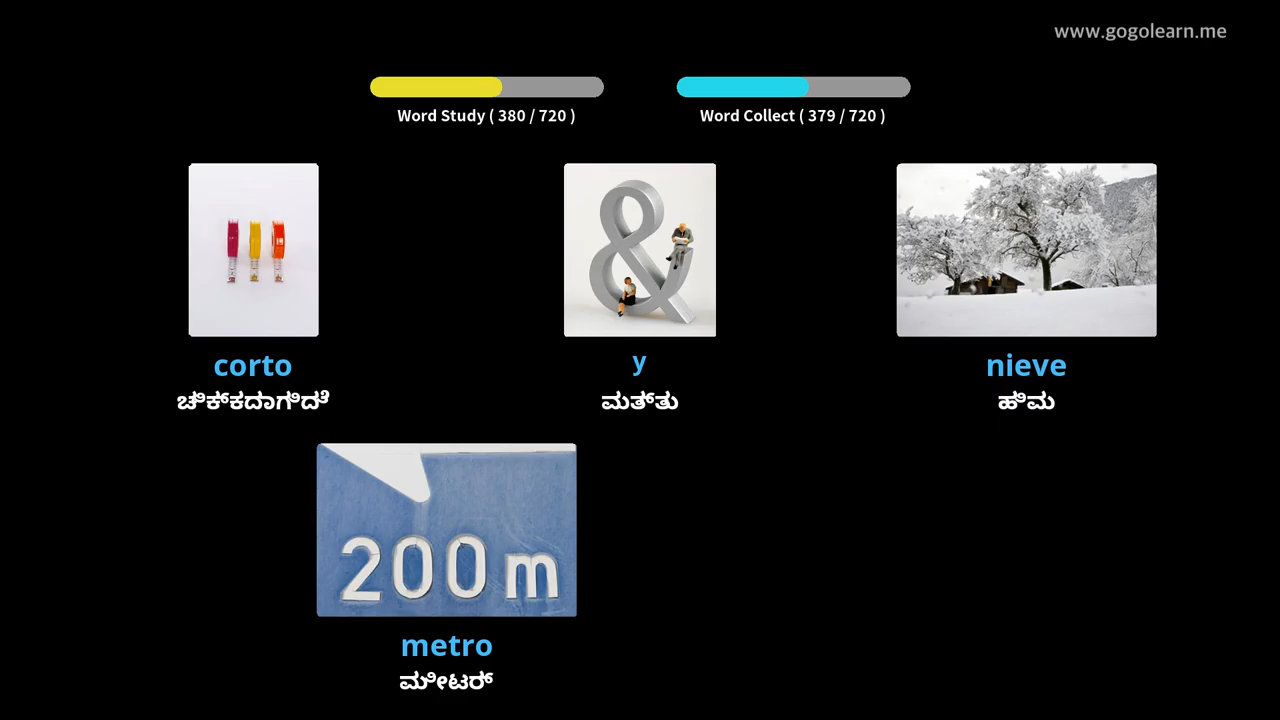 www.gogolearn.me
Word Study ( 380 / 720 )
Word Collect ( 379 / 720 )
&
corto
y
nieve
ಚಿಕ್ಕದಾಗಿದೆ
ಮತ್ತು
ಹಿಮ
200 m
metro
ಮೀಟರ್